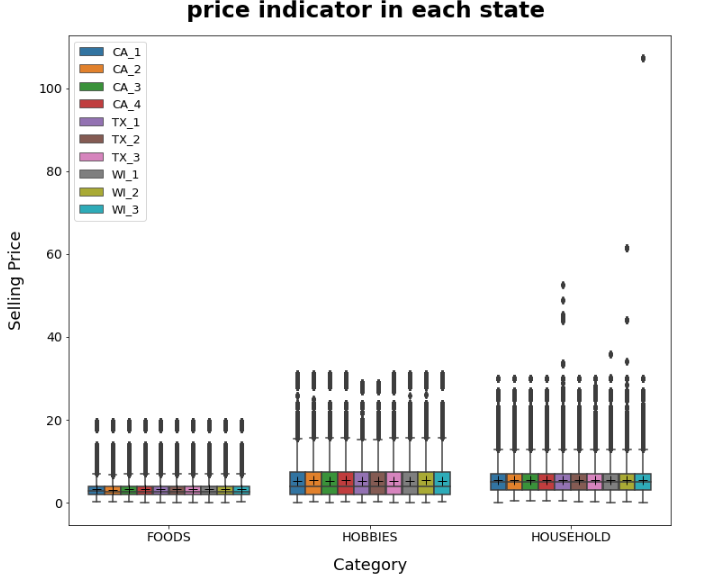 price indicator in each state
CA_1
CA_2
CA_3
CA_4
TX_1
TX_2
TX_3
WI_1
WI_2
WI_3
100
80
60
40
20
0
Selling Price
FOODS
HOBBIES
HOUSEHOLD
Category